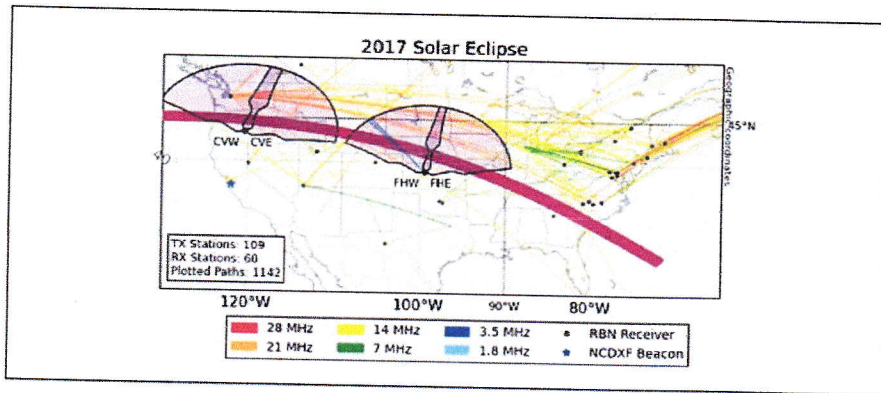 2017 Solar Eclipse
Geographic coordinates
45°N
CVW CVE
FHW FHE
TX Stations: 109
RX Stations: 60
Plotted Paths: 1142
120°W 100°W 90°W 80°W
28 MHz 14 MHz 3.5 MHz RBN Receiver
21 MHz 7 MHz 1.8 MHz NCDXF Beacon